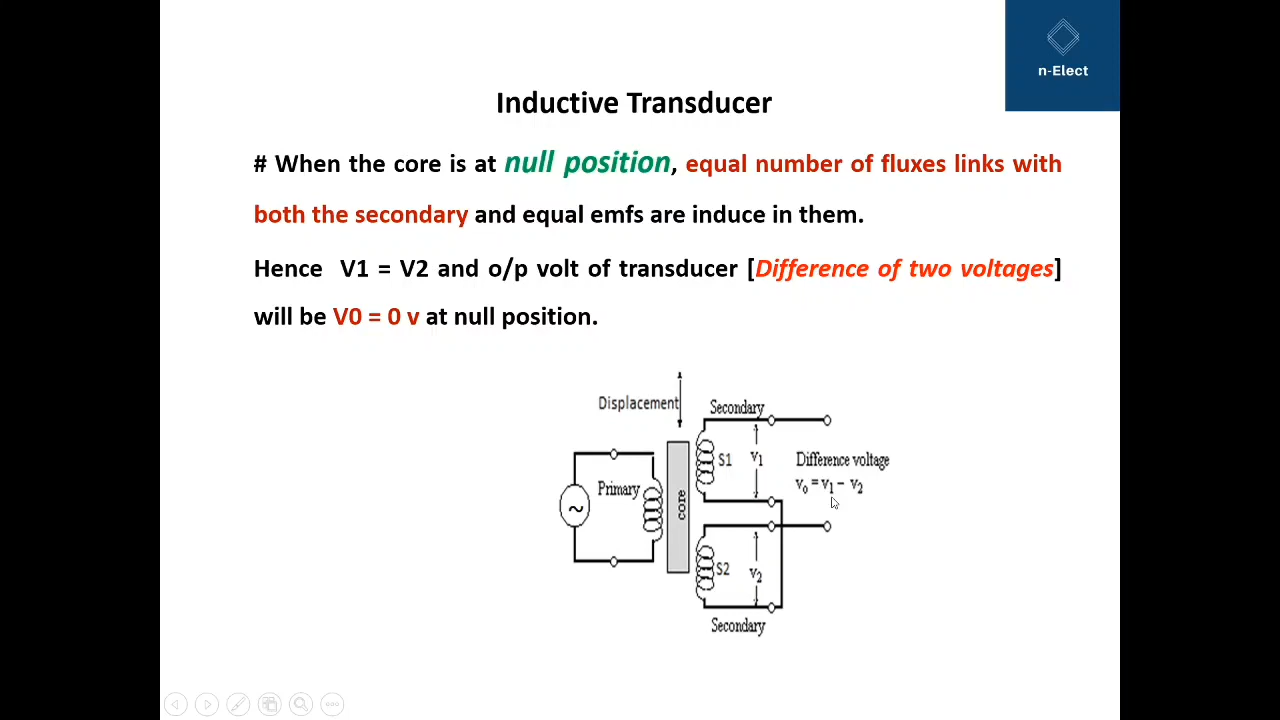 n-Elect
Inductive Transducer
# When the core is at null position, equal number of fluxes links with
both the secondary and equal emfs are induce in them.
Hence V1 = V2 and o/p volt of transducer [Difference of two voltages]
will be V0 = 0 v at null position.
Displacement
Secondary
S1
v₁
Difference voltage
v₀ = v₁ − v₂
Primary
core
S2
v₂
Secondary